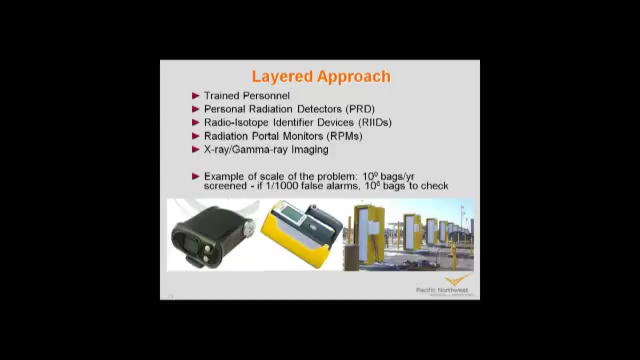 Layered Approach
Trained Personnel
Personal Radiation Detectors (PRD)
Radio-Isotope Identifier Devices (RIIDs)
Radiation Portal Monitors (RPMs)
X-ray/Gamma-ray Imaging
Example of scale of the problem: 10⁹ bags/yr
screened - if 1/1000 false alarms, 10⁶ bags to check
Pacific Northwest